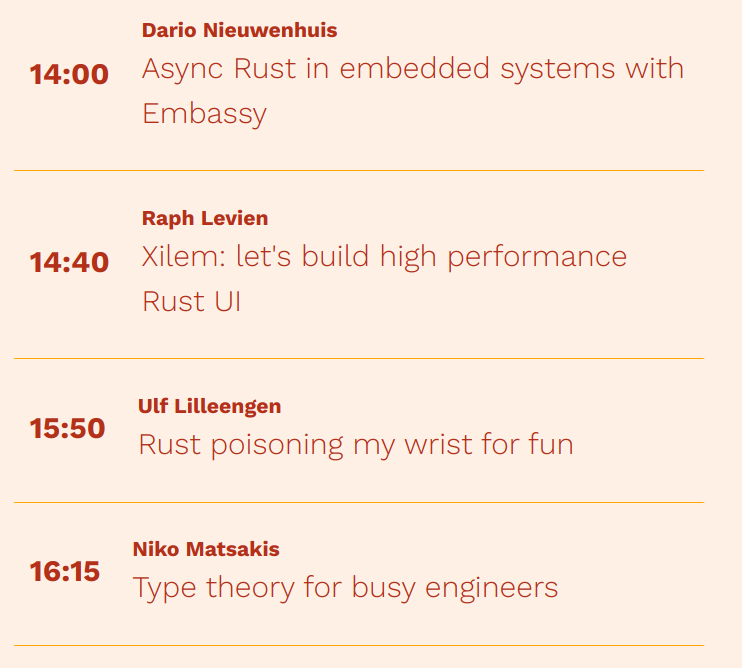 Dario Nieuwenhuis
14:00
Async Rust in embedded systems with
Embassy
Raph Levien
14:40
Xilem: let's build high performance
Rust UI
Ulf Lilleengen
15:50
Rust poisoning my wrist for fun
Niko Matsakis
16:15
Type theory for busy engineers